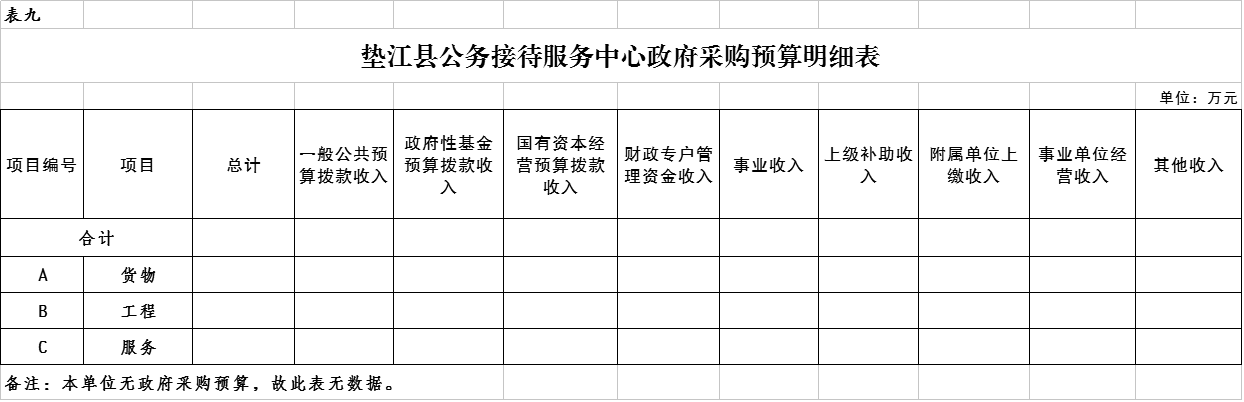 表九
垫江县公务接待服务中心政府采购预算明细表
单位：万元
项目编号 项目 总计 一般公共预算拨款收入 政府性基金预算拨款收入 国有资本经营预算拨款收入 财政专户管理资金收入 事业收入 上级补助收入 附属单位上缴收入 事业单位经营收入 其他收入
合计
A 货物
B 工程
C 服务
备注：本单位无政府采购预算，故此表无数据。